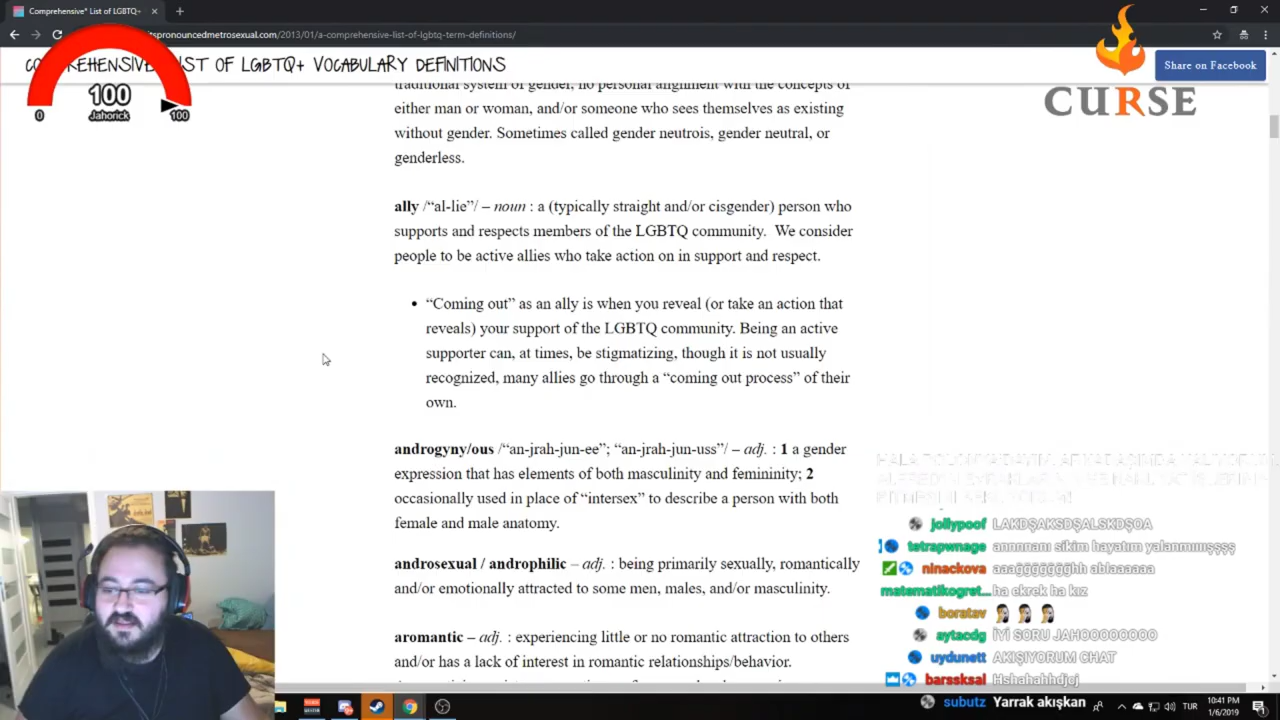 Comprehensive* List of LGBTQ+
spronouncedmetrosexual.com/2013/01/a-comprehensive-list-of-lgbtq-term-definitions/
LIST OF LGBTQ+ VOCABULARY DEFINITIONS
Share on Facebook
100
Jahorick
0
100
CURSE
traditional system of gender, no personal alignment with the concepts of
either man or woman, and/or someone who sees themselves as existing
without gender. Sometimes called gender neutrois, gender neutral, or
genderless.
ally /“al-lie”/ – noun : a (typically straight and/or cisgender) person who
supports and respects members of the LGBTQ community.  We consider
people to be active allies who take action on in support and respect.
• “Coming out” as an ally is when you reveal (or take an action that
reveals) your support of the LGBTQ community. Being an active
supporter can, at times, be stigmatizing, though it is not usually
recognized, many allies go through a “coming out process” of their
own.
androgyny/ous /“an-jrah-jun-ee”; “an-jrah-jun-uss”/ – adj. : 1 a gender
expression that has elements of both masculinity and femininity; 2
occasionally used in place of “intersex” to describe a person with both
female and male anatomy.
androsexual / androphilic – adj. : being primarily sexually, romantically
and/or emotionally attracted to some men, males, and/or masculinity.
aromantic – adj. : experiencing little or no romantic attraction to others
and/or has a lack of interest in romantic relationships/behavior.
jollypoof LAKDŞAKSDŞALSKDŞOA
tetrapwnage annnnanı sikim hayatım yalanmıııışşşş
ninackova aaağğğğğğğhh ablaaaaaa
matematikogret... ha ekrek ha kız
boratav
aytacdg İYİ SORU JAHOOOOOOOO
uydunett AKIŞIYORUM CHAT
barssksal Hshahahhdjcj
subutz Yarrak akışkan
TUR
10:41 PM
1/6/2019